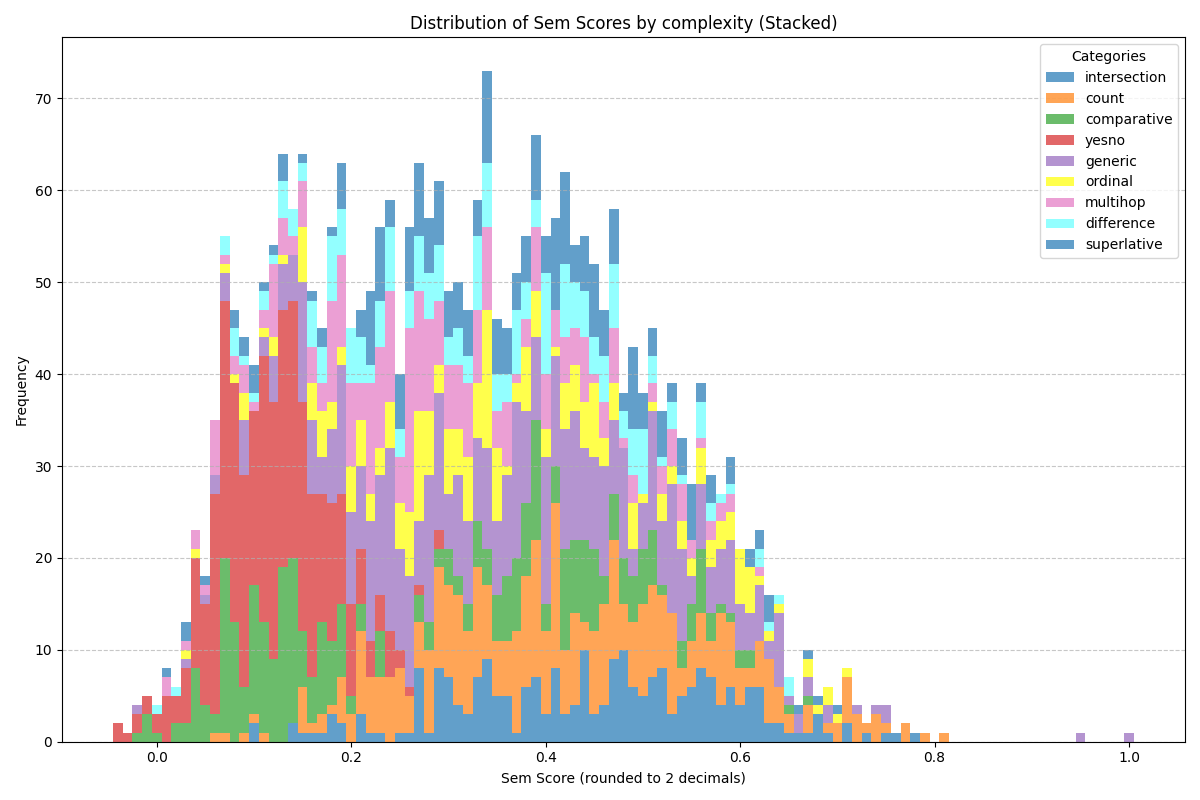 Distribution of Sem Scores by complexity (Stacked)
Categories
intersection
count
comparative
yesno
generic
ordinal
multihop
difference
superlative
Frequency
70
60
50
40
30
20
10
0
0.0 0.2 0.4 0.6 0.8 1.0
Sem Score (rounded to 2 decimals)